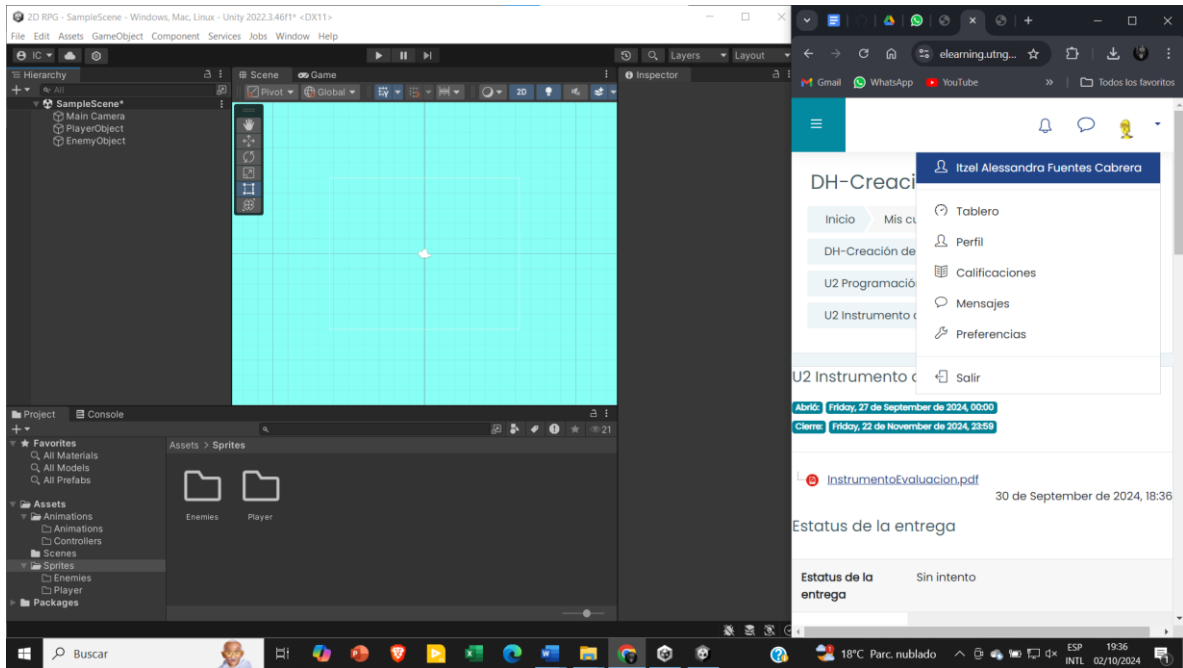 2D RPG - SampleScene - Windows, Mac, Linux - Unity 2022.3.46f1* <DX11>
File Edit Assets GameObject Component Services Jobs Window Help
IC
Layers
Layout
Hierarchy
All
SampleScene*
Main Camera
PlayerObject
EnemyObject
Scene Game
Pivot Global 2D
Inspector
Project Console
21
Favorites
All Materials
All Models
All Prefabs
Assets
Animations
Animations
Controllers
Scenes
Sprites
Enemies
Player
Packages
Assets > Sprites
Enemies Player
elearning.utng...
Gmail WhatsApp YouTube » Todos los favoritos
Itzel Alessandra Fuentes Cabrera
Tablero
Perfil
Calificaciones
Mensajes
Preferencias
Salir
DH-Creaci
Inicio Mis cu
DH-Creación de
U2 Programació
U2 Instrumento
U2 Instrumento
Abrió: Friday, 27 de September de 2024, 00:00
Cierre: Friday, 22 de November de 2024, 23:59
InstrumentoEvaluacion.pdf
30 de September de 2024, 18:36
Estatus de la entrega
Estatus de la entrega Sin intento
Buscar
18°C Parc. nublado
ESP
INTL
19:36
02/10/2024